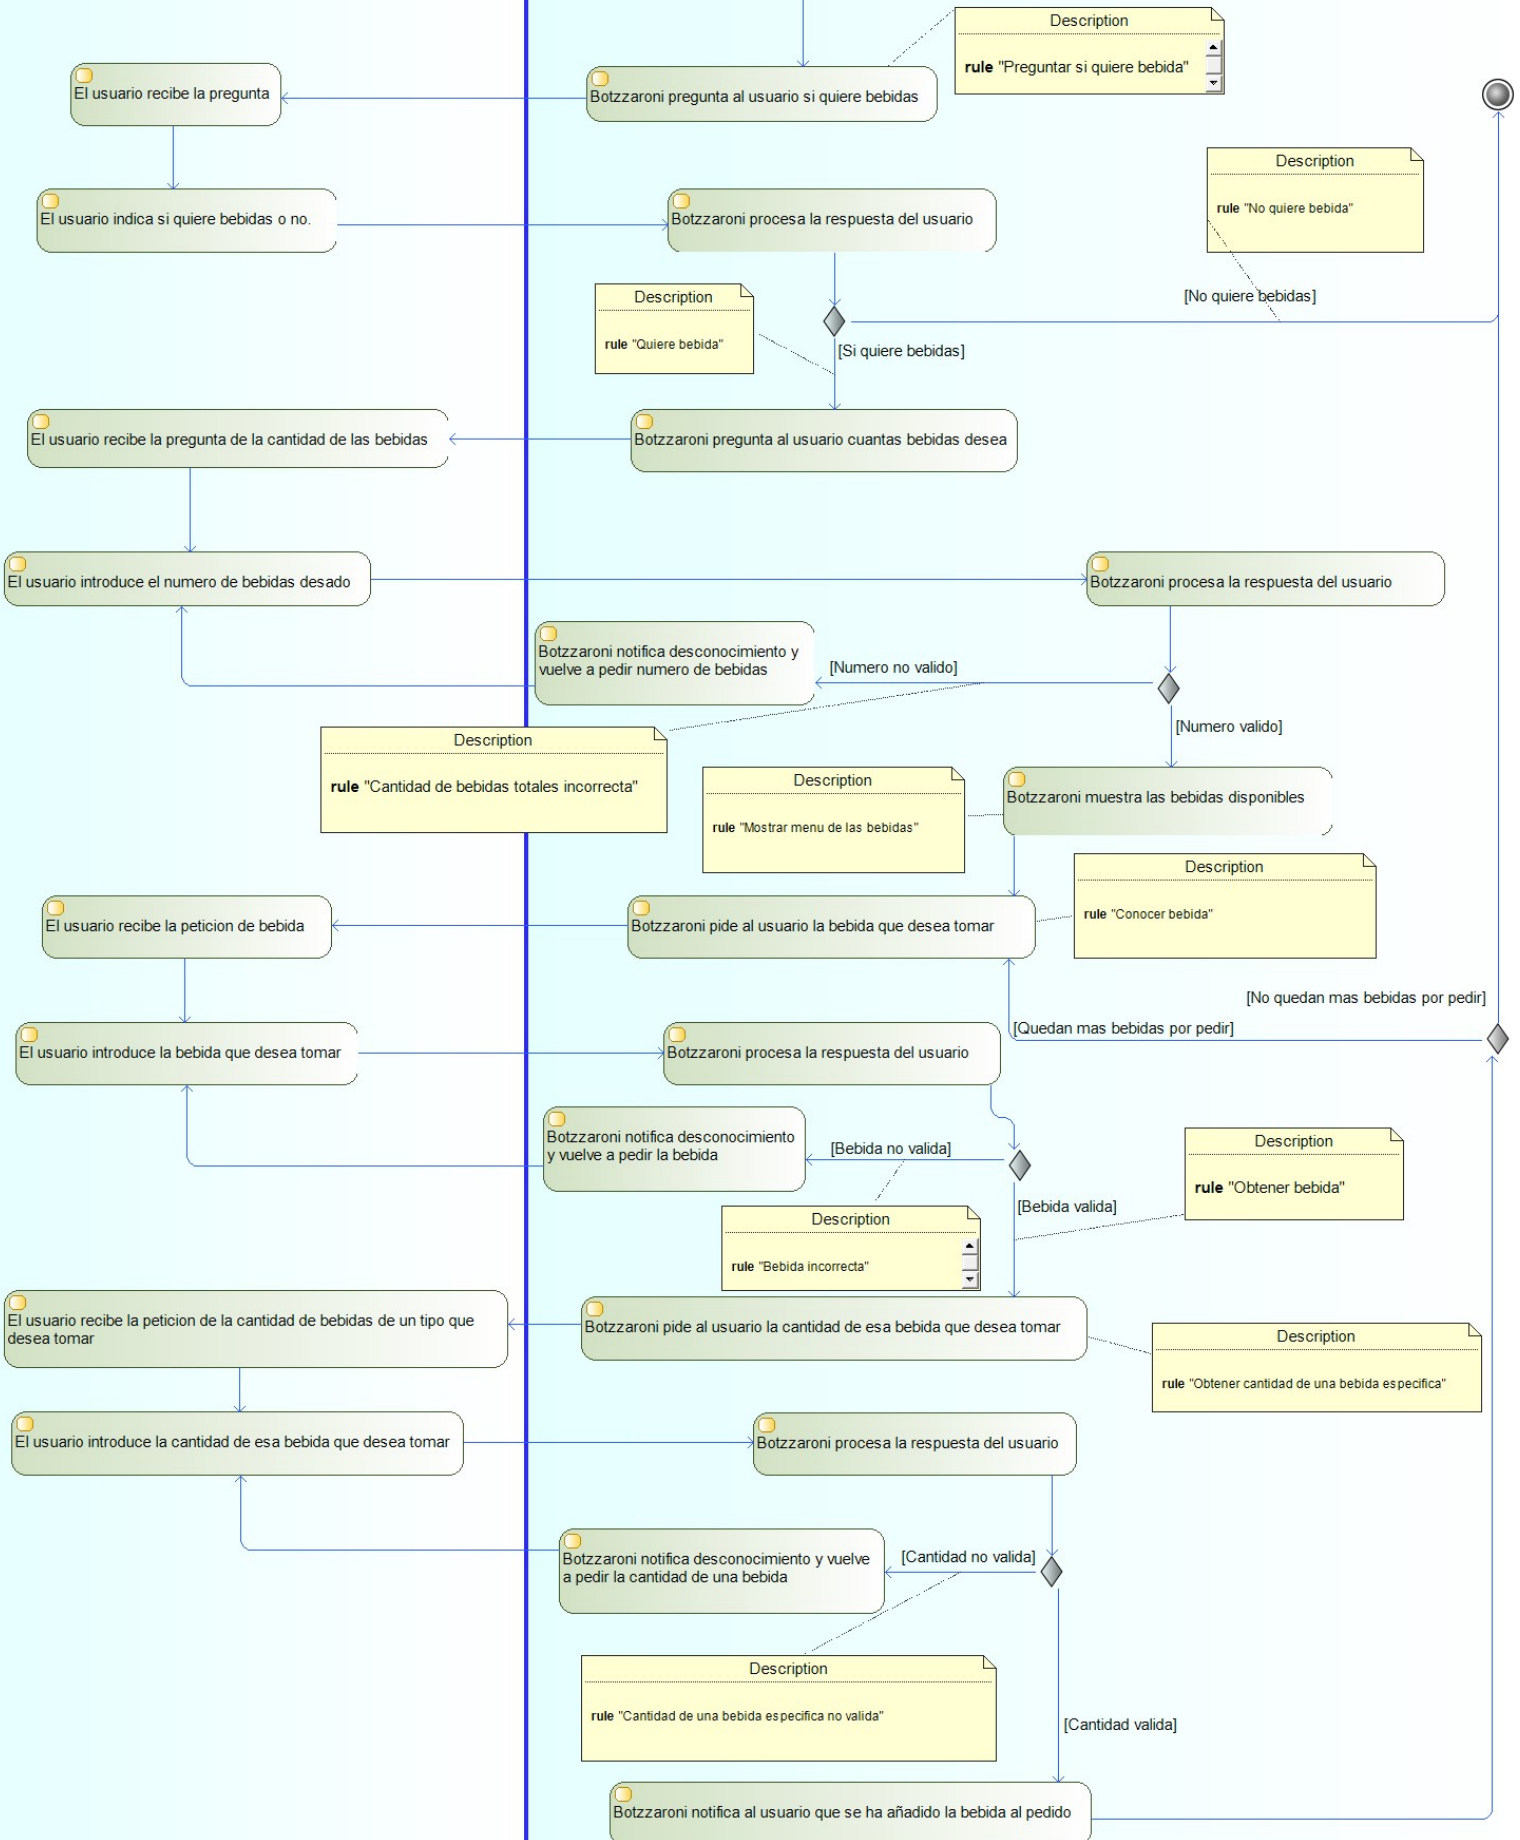 Description
rule "Preguntar si quiere bebida"
El usuario recibe la pregunta
Botzzaroni pregunta al usuario si quiere bebidas
Description
rule "No quiere bebida"
El usuario indica si quiere bebidas o no.
Botzzaroni procesa la respuesta del usuario
Description
rule "Quiere bebida"
[No quiere bebidas]
[Si quiere bebidas]
El usuario recibe la pregunta de la cantidad de las bebidas
Botzzaroni pregunta al usuario cuantas bebidas desea
El usuario introduce el numero de bebidas desado
Botzzaroni procesa la respuesta del usuario
Botzzaroni notifica desconocimiento y
vuelve a pedir numero de bebidas
[Numero no valido]
[Numero valido]
Description
rule "Cantidad de bebidas totales incorrecta"
Description
rule "Mostrar menu de las bebidas"
Botzzaroni muestra las bebidas disponibles
Description
rule "Conocer bebida"
El usuario recibe la peticion de bebida
Botzzaroni pide al usuario la bebida que desea tomar
[No quedan mas bebidas por pedir]
[Quedan mas bebidas por pedir]
El usuario introduce la bebida que desea tomar
Botzzaroni procesa la respuesta del usuario
Botzzaroni notifica desconocimiento
y vuelve a pedir la bebida
[Bebida no valida]
Description
rule "Obtener bebida"
[Bebida valida]
Description
rule "Bebida incorrecta"
El usuario recibe la peticion de la cantidad de bebidas de un tipo que
desea tomar
Botzzaroni pide al usuario la cantidad de esa bebida que desea tomar
Description
rule "Obtener cantidad de una bebida especifica"
El usuario introduce la cantidad de esa bebida que desea tomar
Botzzaroni procesa la respuesta del usuario
Botzzaroni notifica desconocimiento y vuelve
a pedir la cantidad de una bebida
[Cantidad no valida]
Description
rule "Cantidad de una bebida especifica no valida"
[Cantidad valida]
Botzzaroni notifica al usuario que se ha añadido la bebida al pedido